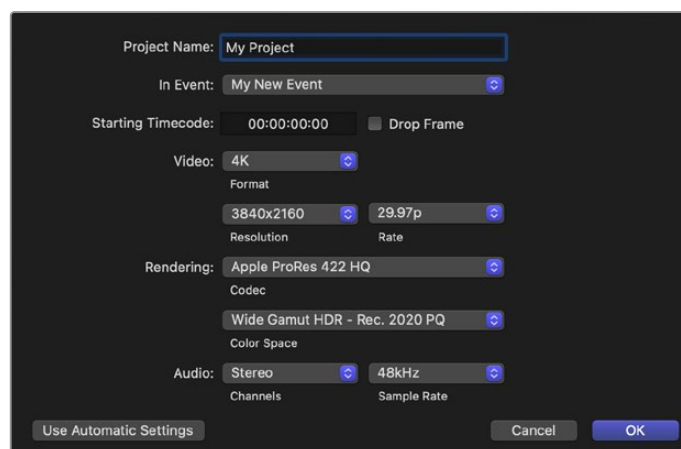 Project Name: My Project
In Event: My New Event
Starting Timecode: 00:00:00:00 Drop Frame
Video: 4K
Format
3840x2160 29.97p
Resolution Rate
Rendering: Apple ProRes 422 HQ
Codec
Wide Gamut HDR - Rec. 2020 PQ
Color Space
Audio: Stereo 48kHz
Channels Sample Rate
Use Automatic Settings Cancel OK